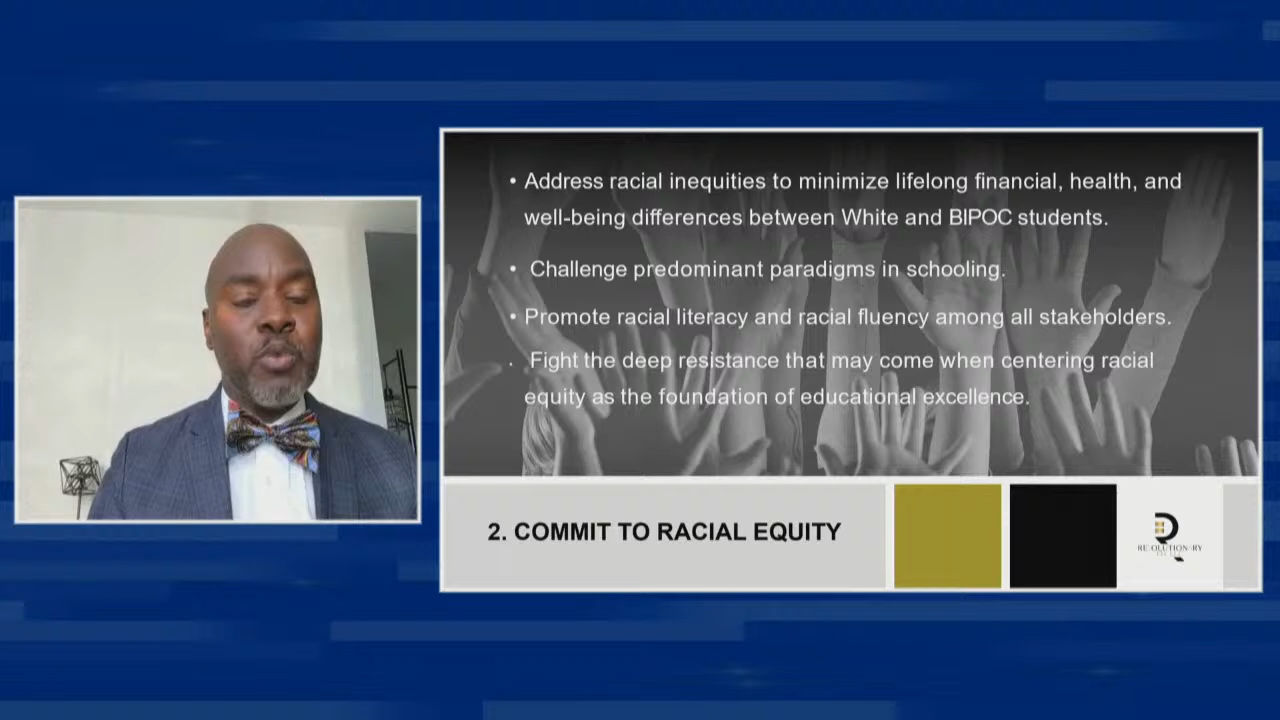 • Address racial inequities to minimize lifelong financial, health, and
well-being differences between White and BIPOC students.
• Challenge predominant paradigms in schooling.
• Promote racial literacy and racial fluency among all stakeholders.
· Fight the deep resistance that may come when centering racial
equity as the foundation of educational excellence.
2. COMMIT TO RACIAL EQUITY